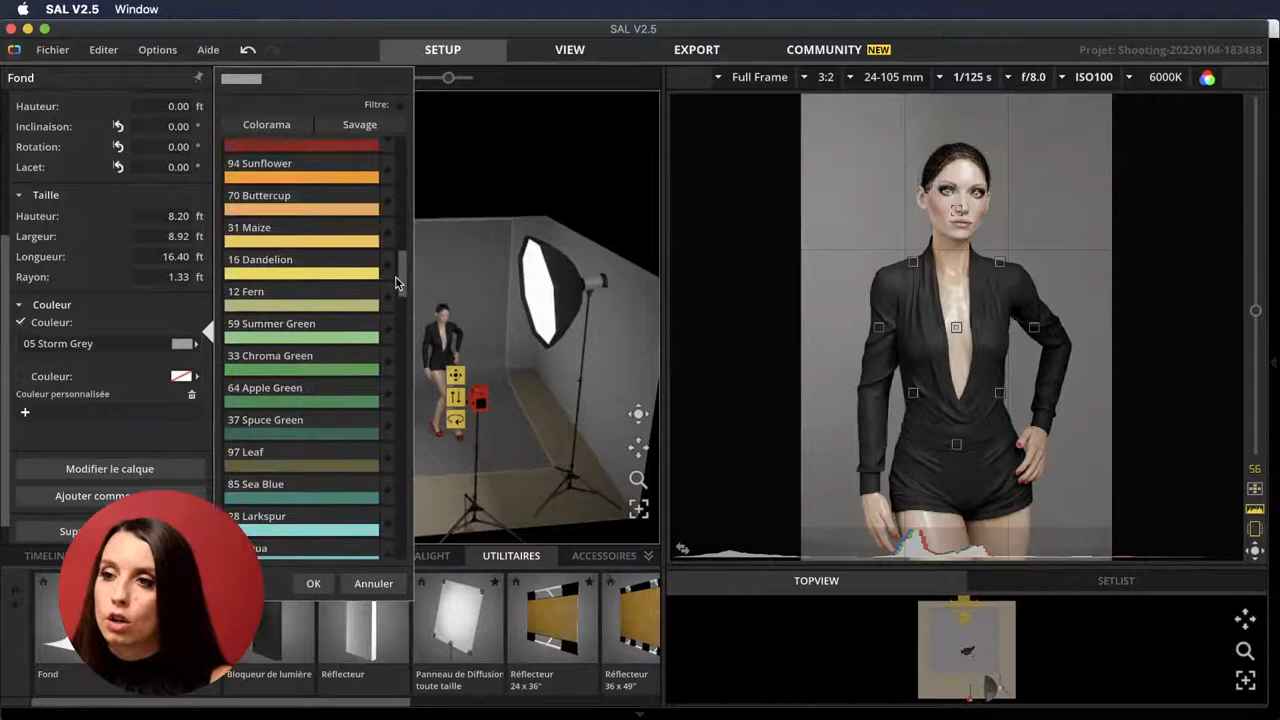 SAL V2.5 Window
SAL V2.5
Fichier Editer Options Aide SETUP VIEW EXPORT COMMUNITY NEW Projet: Shooting-20220104-183438
Fond
Hauteur: 0.00 ft
Inclinaison: 0.00 °
Rotation: 0.00 °
Lacet: 0.00 °
Taille
Hauteur: 8.20 ft
Largeur: 8.92 ft
Longueur: 16.40 ft
Rayon: 1.33 ft
Couleur
Couleur:
05 Storm Grey
Couleur:
Couleur personnalisée
Modifier le calque
Ajouter comme
Filtre:
Colorama Savage
94 Sunflower
70 Buttercup
31 Maize
16 Dandelion
12 Fern
59 Summer Green
33 Chroma Green
64 Apple Green
37 Spuce Green
97 Leaf
85 Sea Blue
28 Larkspur
OK Annuler
Full Frame 3:2 24-105 mm 1/125 s f/8.0 ISO100 6000K
56
UTILITAIRES ACCESSOIRES
Fond
Bloqueur de lumière
Réflecteur
Panneau de Diffusion
toute taille
Réflecteur
24 x 36"
Réflecteur
36 x 49"
TOPVIEW SETLIST